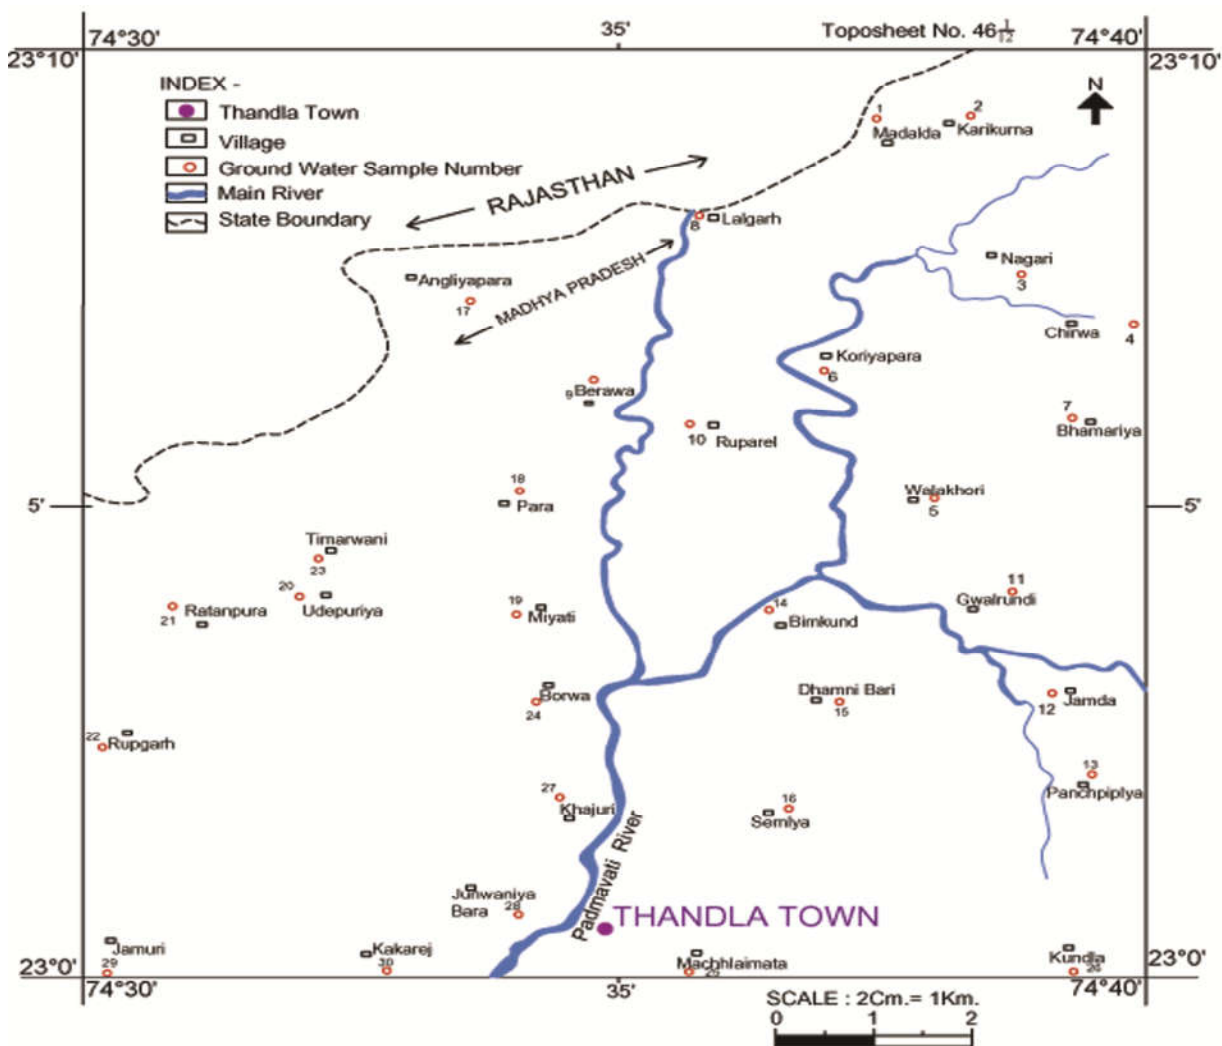 74°30' 35' Toposheet No. 46 1/12 74°40'
23°10' 23°10'
INDEX -
Thandla Town
Village
Ground Water Sample Number
Main River
State Boundary
N
1 2
Madalda Karikurna
RAJASTHAN
8 Lalgarh
MADHYA PRADESH
Angliyapara
17
Nagari
3
Chirwa 4
Koriyapara
6
9 Berawa
7
Bhamariya
10 Ruparel
18
Para
Walakhori
5
5' 5'
Timarwani
23
20
Udepuriya
Ratanpura
21
19
Miyati
14
Bimkund
11
Gwalrundi
Borwa
24
Dhamni Bari
15
12 Jamda
22
Rupgarh
13
Panchpiplya
27
Khajuri
16
Semlya
Padmavati River
Junwaniya
Bara 28
THANDLA TOWN
Jamuri
29
Kakarej
30
Machhlaimata
25
Kundla
26
23°0' 23°0'
74°30' 35' 74°40'
SCALE : 2Cm.= 1Km.
0 1 2